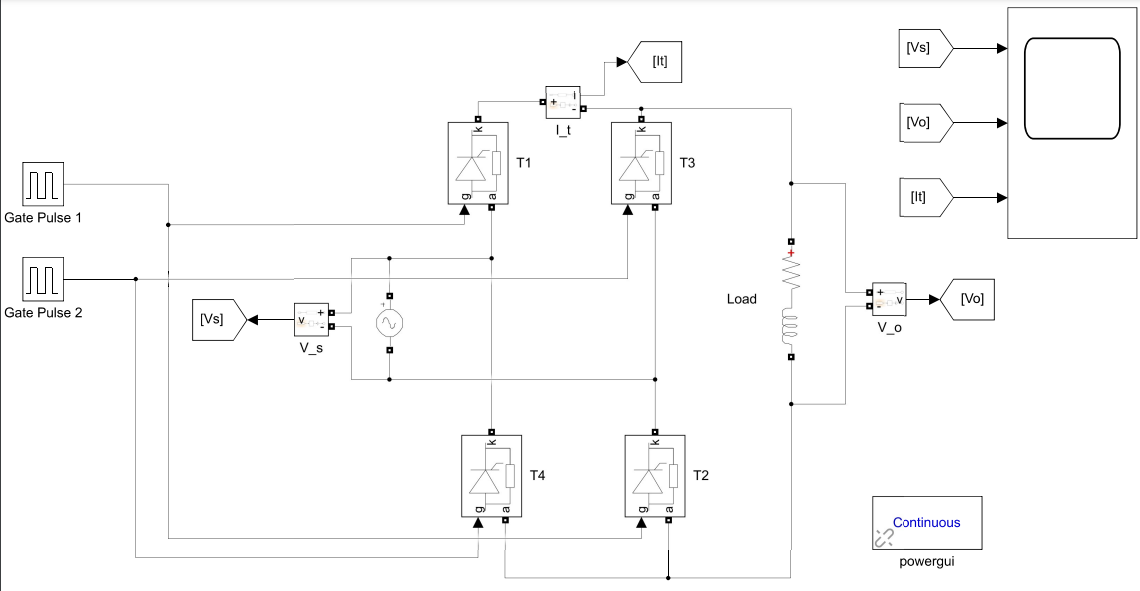 [It]
[Vs]
i
+
-
I_t
[Vo]
k
T1
k
T3
Gate Pulse 1
g
a
g
a
[It]
Gate Pulse 2
[Vs]
v
+
-
+
V_s
+
Load
+
-
v
[Vo]
V_o
k
T4
k
T2
g
a
g
a
Continuous
powergui